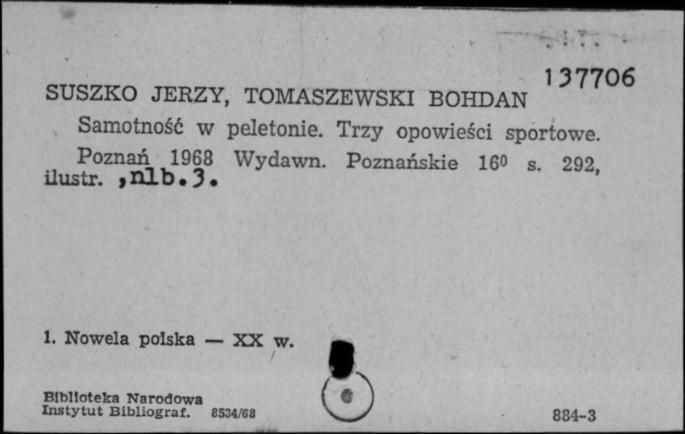 137706
SUSZKO JERZY, TOMASZEWSKI BOHDAN
Samotność w peletonie. Trzy opowieści sportowe.
Poznań 1968 Wydawn. Poznańskie 16⁰ s. 292,
ilustr. ,nlb.3.
1. Nowela polska — XX w.
Biblioteka Narodowa
Instytut Bibliograf. 8534/68
884-3